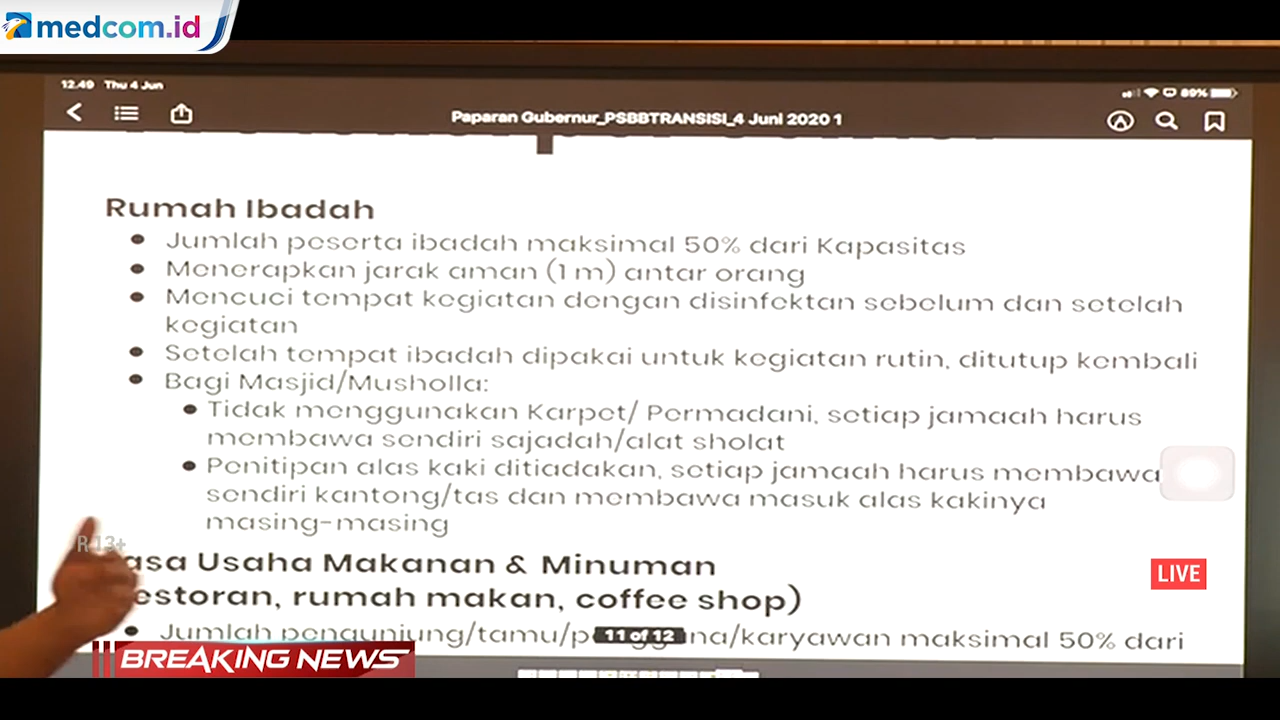 medcom.id
12.49 Thu 4 Jun
89%
Paparan Gubernur_PSBBTRANSISI_4 Juni 2020 1
Rumah Ibadah
Jumlah peserta ibadah maksimal 50% dari Kapasitas
Menerapkan jarak aman (1 m) antar orang
Mencuci tempat kegiatan dengan disinfektan sebelum dan setelah
kegiatan
Setelah tempat ibadah dipakai untuk kegiatan rutin, ditutup kembali
Bagi Masjid/Musholla:
Tidak menggunakan Karpet/ Permadani, setiap jamaah harus
membawa sendiri sajadah/alat sholat
Penitipan alas kaki ditiadakan, setiap jamaah harus membawa
sendiri kantong/tas dan membawa masuk alas kakinya
masing-masing
R 13+
asa Usaha Makanan & Minuman
estoran, rumah makan, coffee shop)
LIVE
Jumlah pengunjung/tamu/p na/karyawan maksimal 50% dari
11 of 12
BREAKING NEWS